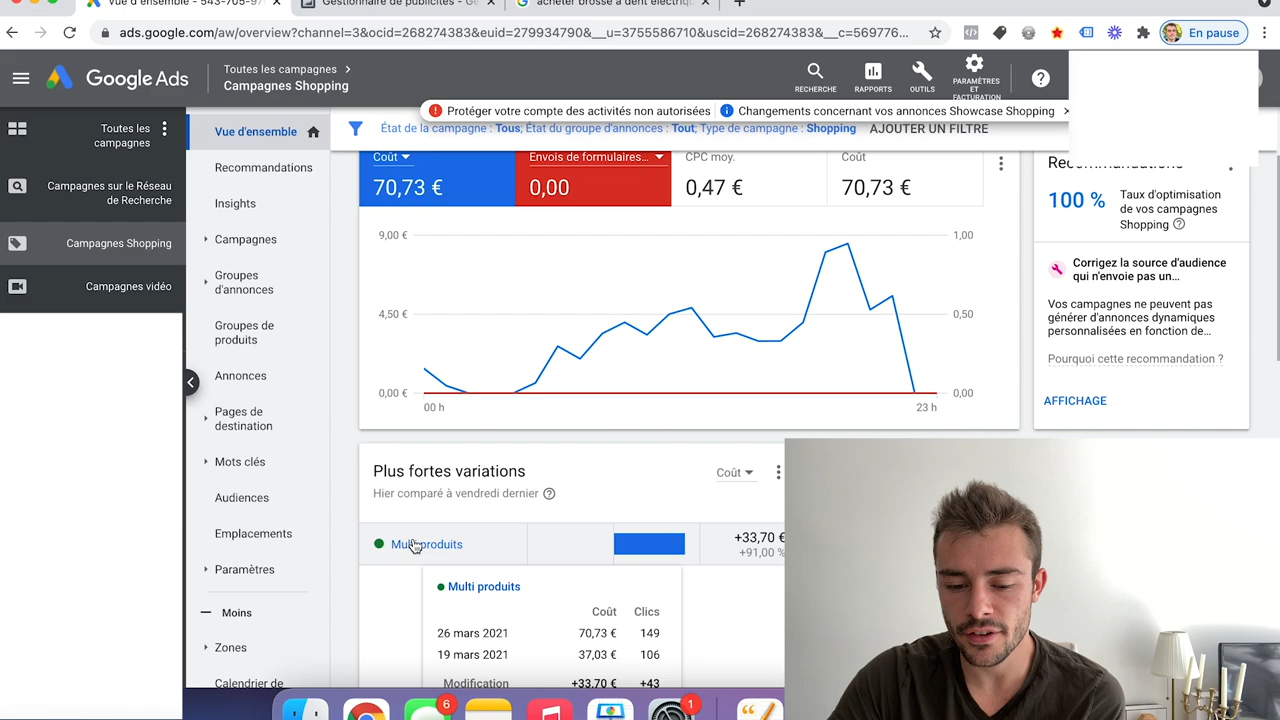 Vue d'ensemble - 543-705-97
Gestionnaire de publicités - Ge
acheter brosse à dent électriqu
ads.google.com/aw/overview?channel=3&ocid=268274383&euid=279934790&__u=3755586710&uscid=268274383&__c=569776...
En pause
Google Ads
Toutes les campagnes
Campagnes Shopping
RECHERCHE
RAPPORTS
OUTILS
PARAMÈTRES
ET
FACTURATION
Protéger votre compte des activités non autorisées
Changements concernant vos annonces Showcase Shopping
État de la campagne : Tous; État du groupe d'annonces : Tout, Type de campagne : Shopping
AJOUTER UN FILTRE
Toutes les
campagnes
Campagnes sur le Réseau
de Recherche
Campagnes Shopping
Campagnes vidéo
Vue d'ensemble
Recommandations
Insights
Campagnes
Groupes
d'annonces
Groupes de
produits
Annonces
Pages de
destination
Mots clés
Audiences
Emplacements
Paramètres
Moins
Zones
Calendrier de
Coût
70,73 €
Envois de formulaires...
0,00
CPC moy.
0,47 €
Coût
70,73 €
9,00 €
1,00
4,50 €
0,50
0,00 €
0,00
00 h
23 h
Recommandations
100 %
Taux d'optimisation
de vos campagnes
Shopping
Corrigez la source d'audience
qui n'envoie pas un...
Vos campagnes ne peuvent pas
générer d'annonces dynamiques
personnalisées en fonction de...
Pourquoi cette recommandation ?
AFFICHAGE
Plus fortes variations
Coût
Hier comparé à vendredi dernier
Multi produits
+33,70 €
+91,00 %
Multi produits
Coût
Clics
26 mars 2021
70,73 €
149
19 mars 2021
37,03 €
106
Modification
+33,70 €
+43
6
1